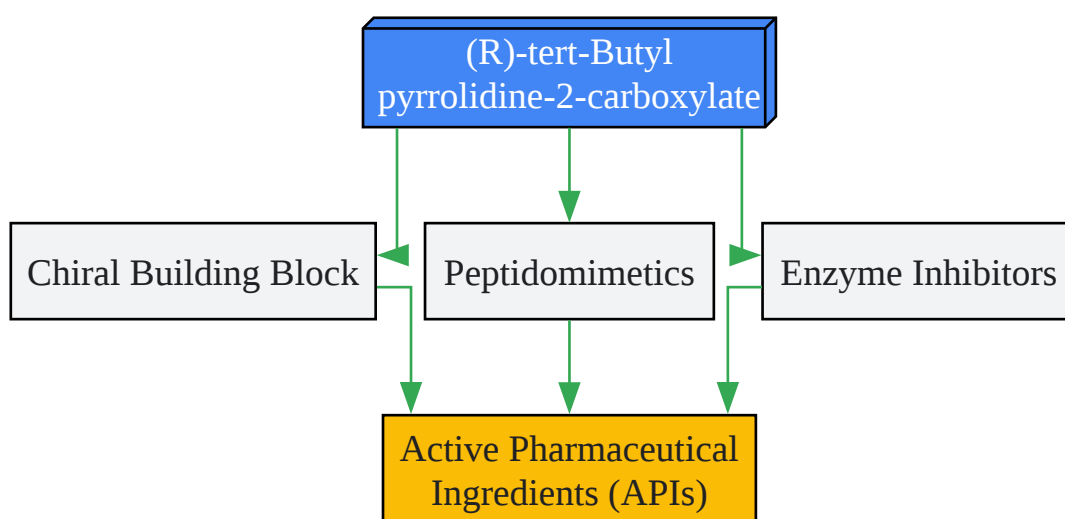 (R)-tert-Butyl
pyrrolidine-2-carboxylate
Chiral Building Block
Peptidomimetics
Enzyme Inhibitors
Active Pharmaceutical
Ingredients (APIs)